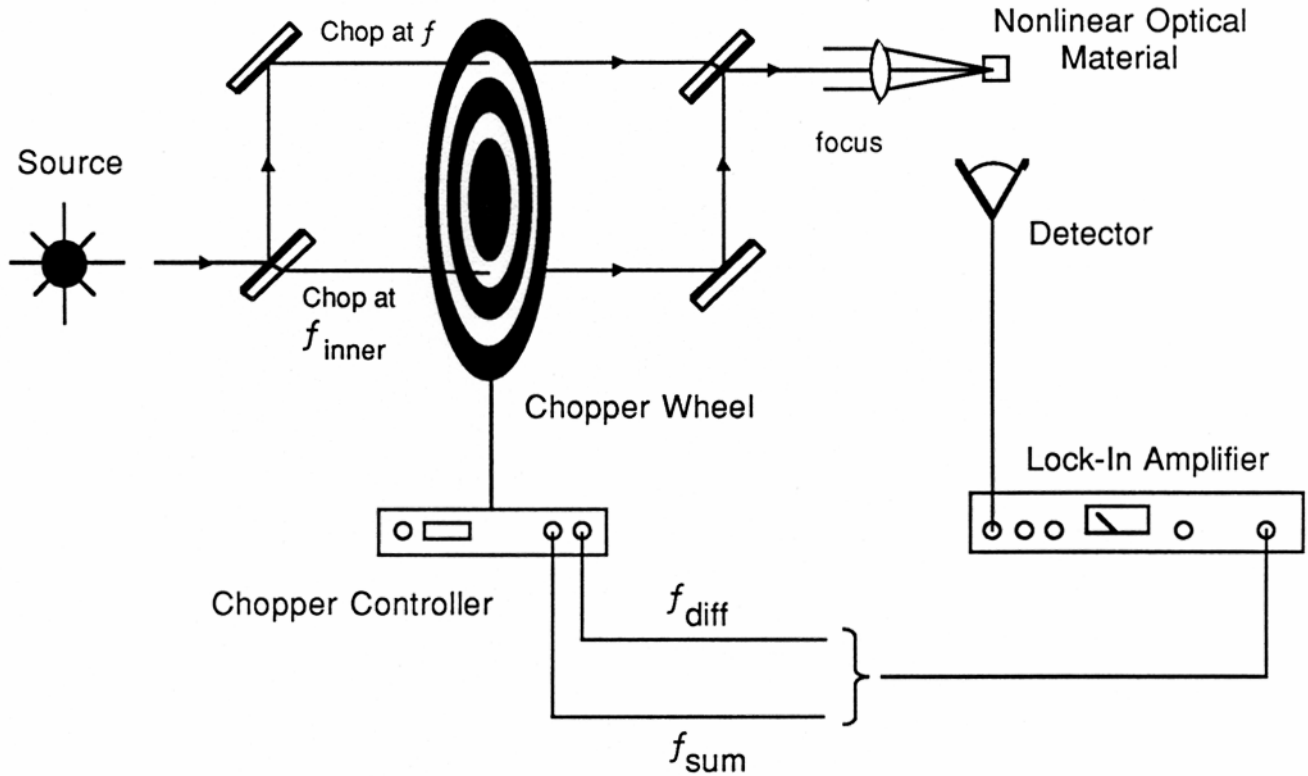 Nonlinear Optical
Material
Chop at f
focus
Source
Detector
Chop at
f inner
Chopper Wheel
Lock-In Amplifier
Chopper Controller
f diff
f sum